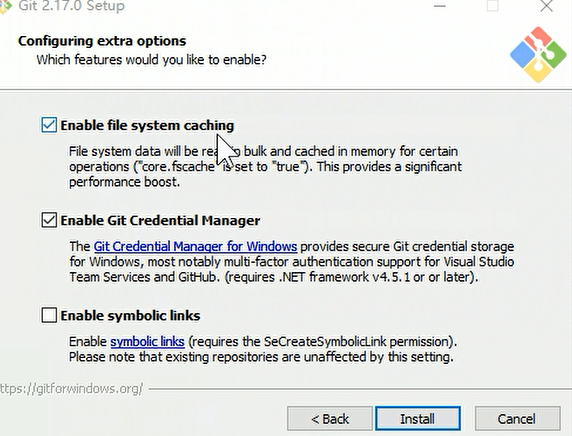 Git 2.17.0 Setup
Configuring extra options
Which features would you like to enable?
Enable file system caching
File system data will be in bulk and cached in memory for certain
operations ("core.fscache" is set to "true"). This provides a significant
performance boost.
Enable Git Credential Manager
The Git Credential Manager for Windows provides secure Git credential storage
for Windows, most notably multi-factor authentication support for Visual Studio
Team Services and GitHub. (requires .NET framework v4.5.1 or or later).
Enable symbolic links
Enable symbolic links (requires the SeCreateSymbolicLink permission).
Please note that existing repositories are unaffected by this setting.
ttps://gitforwindows.org/
< Back
Install
Cancel